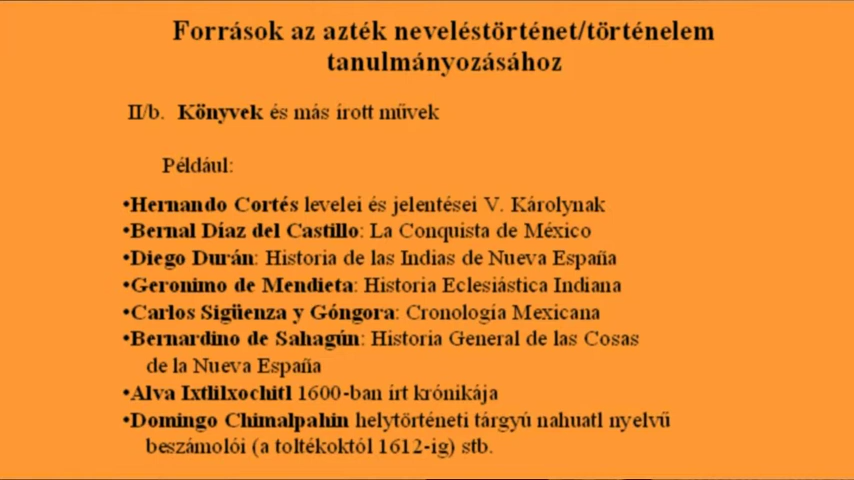 Források az azték neveléstörténet/történelem
tanulmányozásához
II/b. Könyvek és más írott művek
Például:
•Hernando Cortés levelei és jelentései V. Károlynak
•Bernal Díaz del Castillo: La Conquista de México
•Diego Durán: Historia de las Indias de Nueva España
•Geronimo de Mendieta: Historia Eclesiástica Indiana
•Carlos Sigüenza y Góngora: Cronología Mexicana
•Bernardino de Sahagún: Historia General de las Cosas
de la Nueva España
•Alva Ixtlilxochitl 1600-ban írt krónikája
•Domingo Chimalpahin helytörténeti tárgyú nahuatl nyelvű
beszámolói (a toltékoktól 1612-ig) stb.